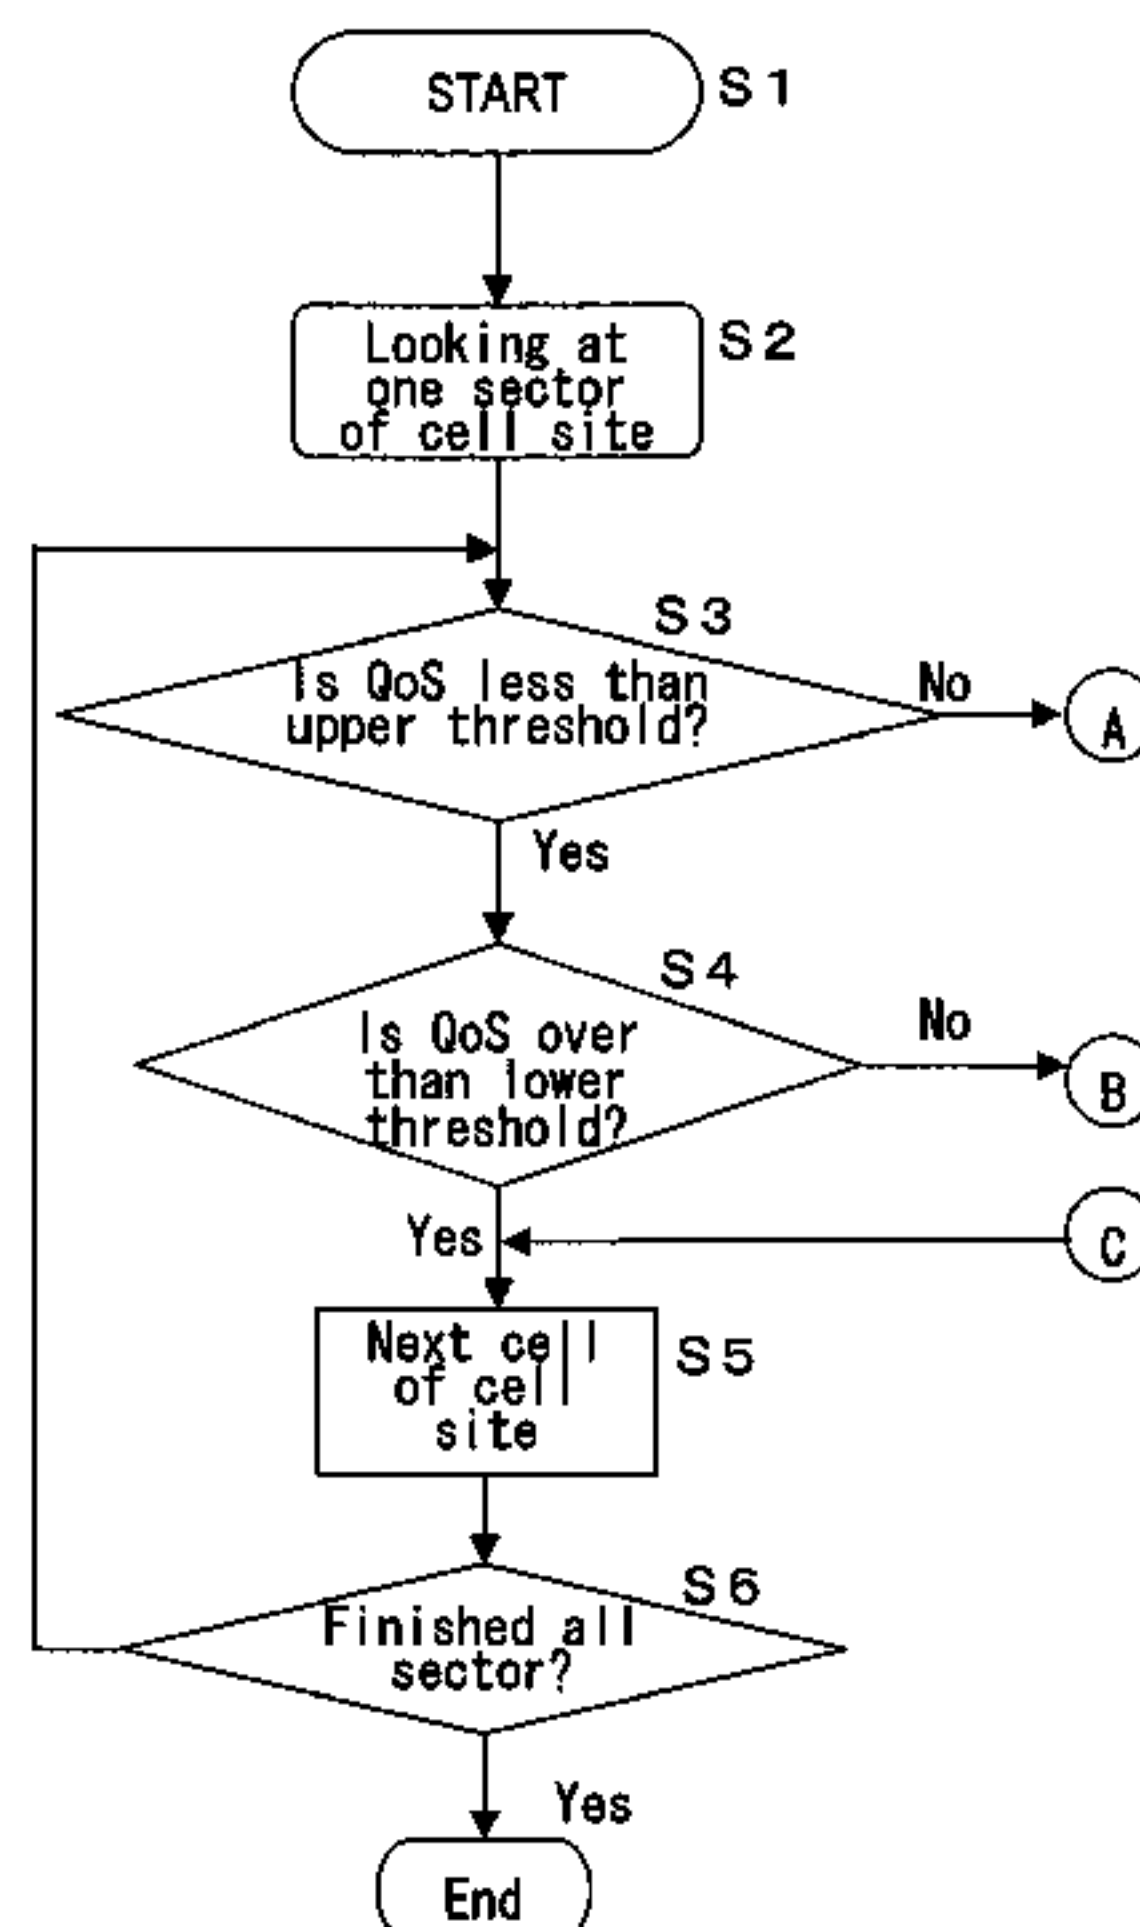 START
S1
Looking at
one sector
of cell site
S2
S3
Is QoS less than
upper threshold?
No
A
Yes
S4
Is QoS over
than lower
threshold?
No
B
Yes
C
Next cell
of cell
site
S5
S6
Finished all
sector?
Yes
End